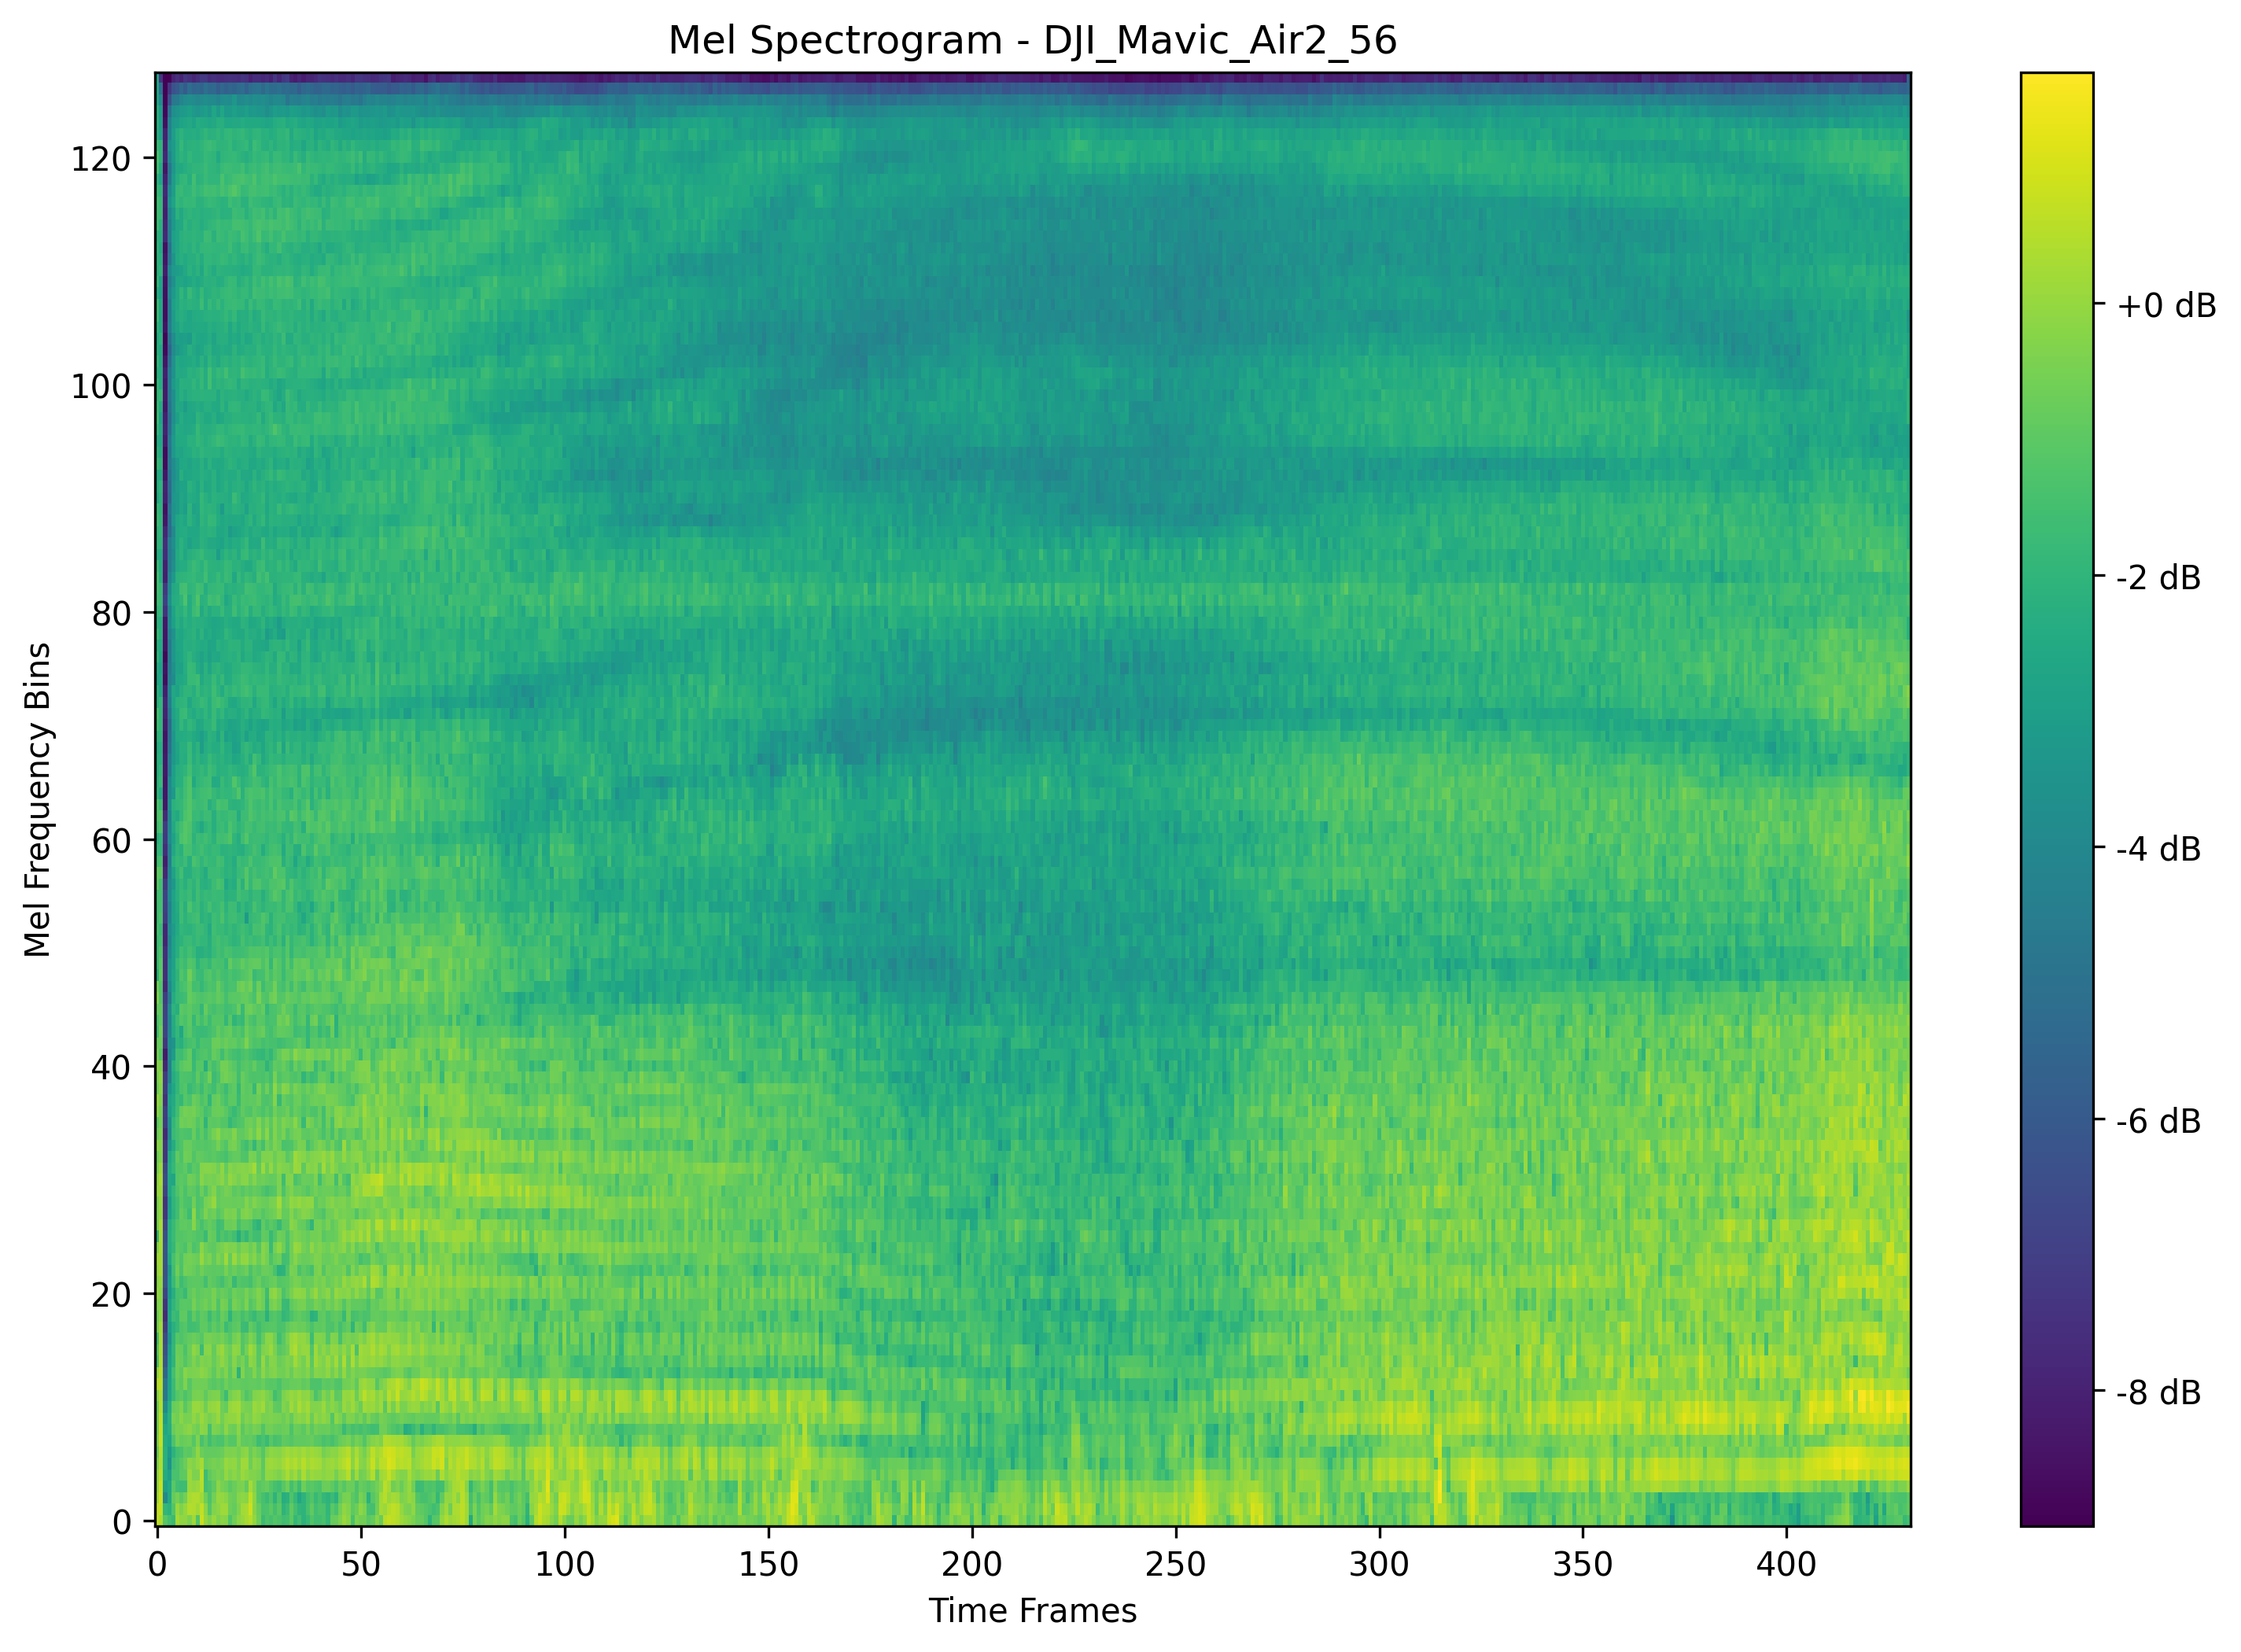 Mel Spectrogram - DJI_Mavic_Air2_56
Mel Frequency Bins
120
100
80
60
40
20
0
0 50 100 150 200 250 300 350 400
Time Frames
+0 dB
-2 dB
-4 dB
-6 dB
-8 dB